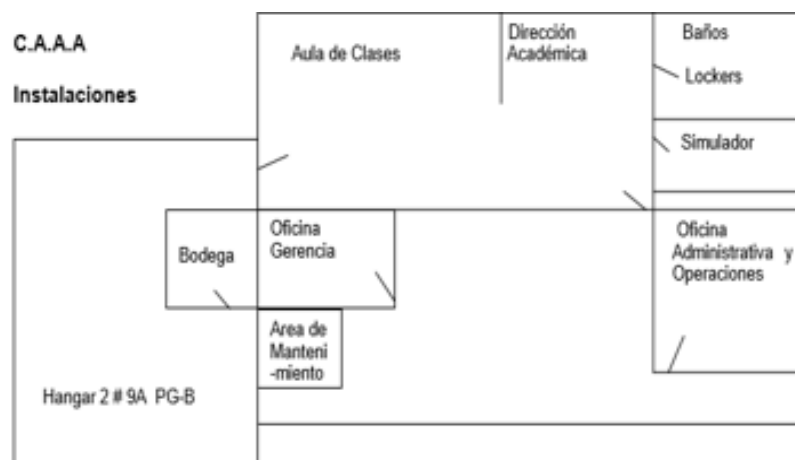 C.A.A.A
Instalaciones
Aula de Clases
Dirección
Académica
Baños
Lockers
Simulador
Bodega
Oficina
Gerencia
Oficina
Administrativa y
Operaciones
Area de
Manteni
-miento
Hangar 2 # 9A PG-B